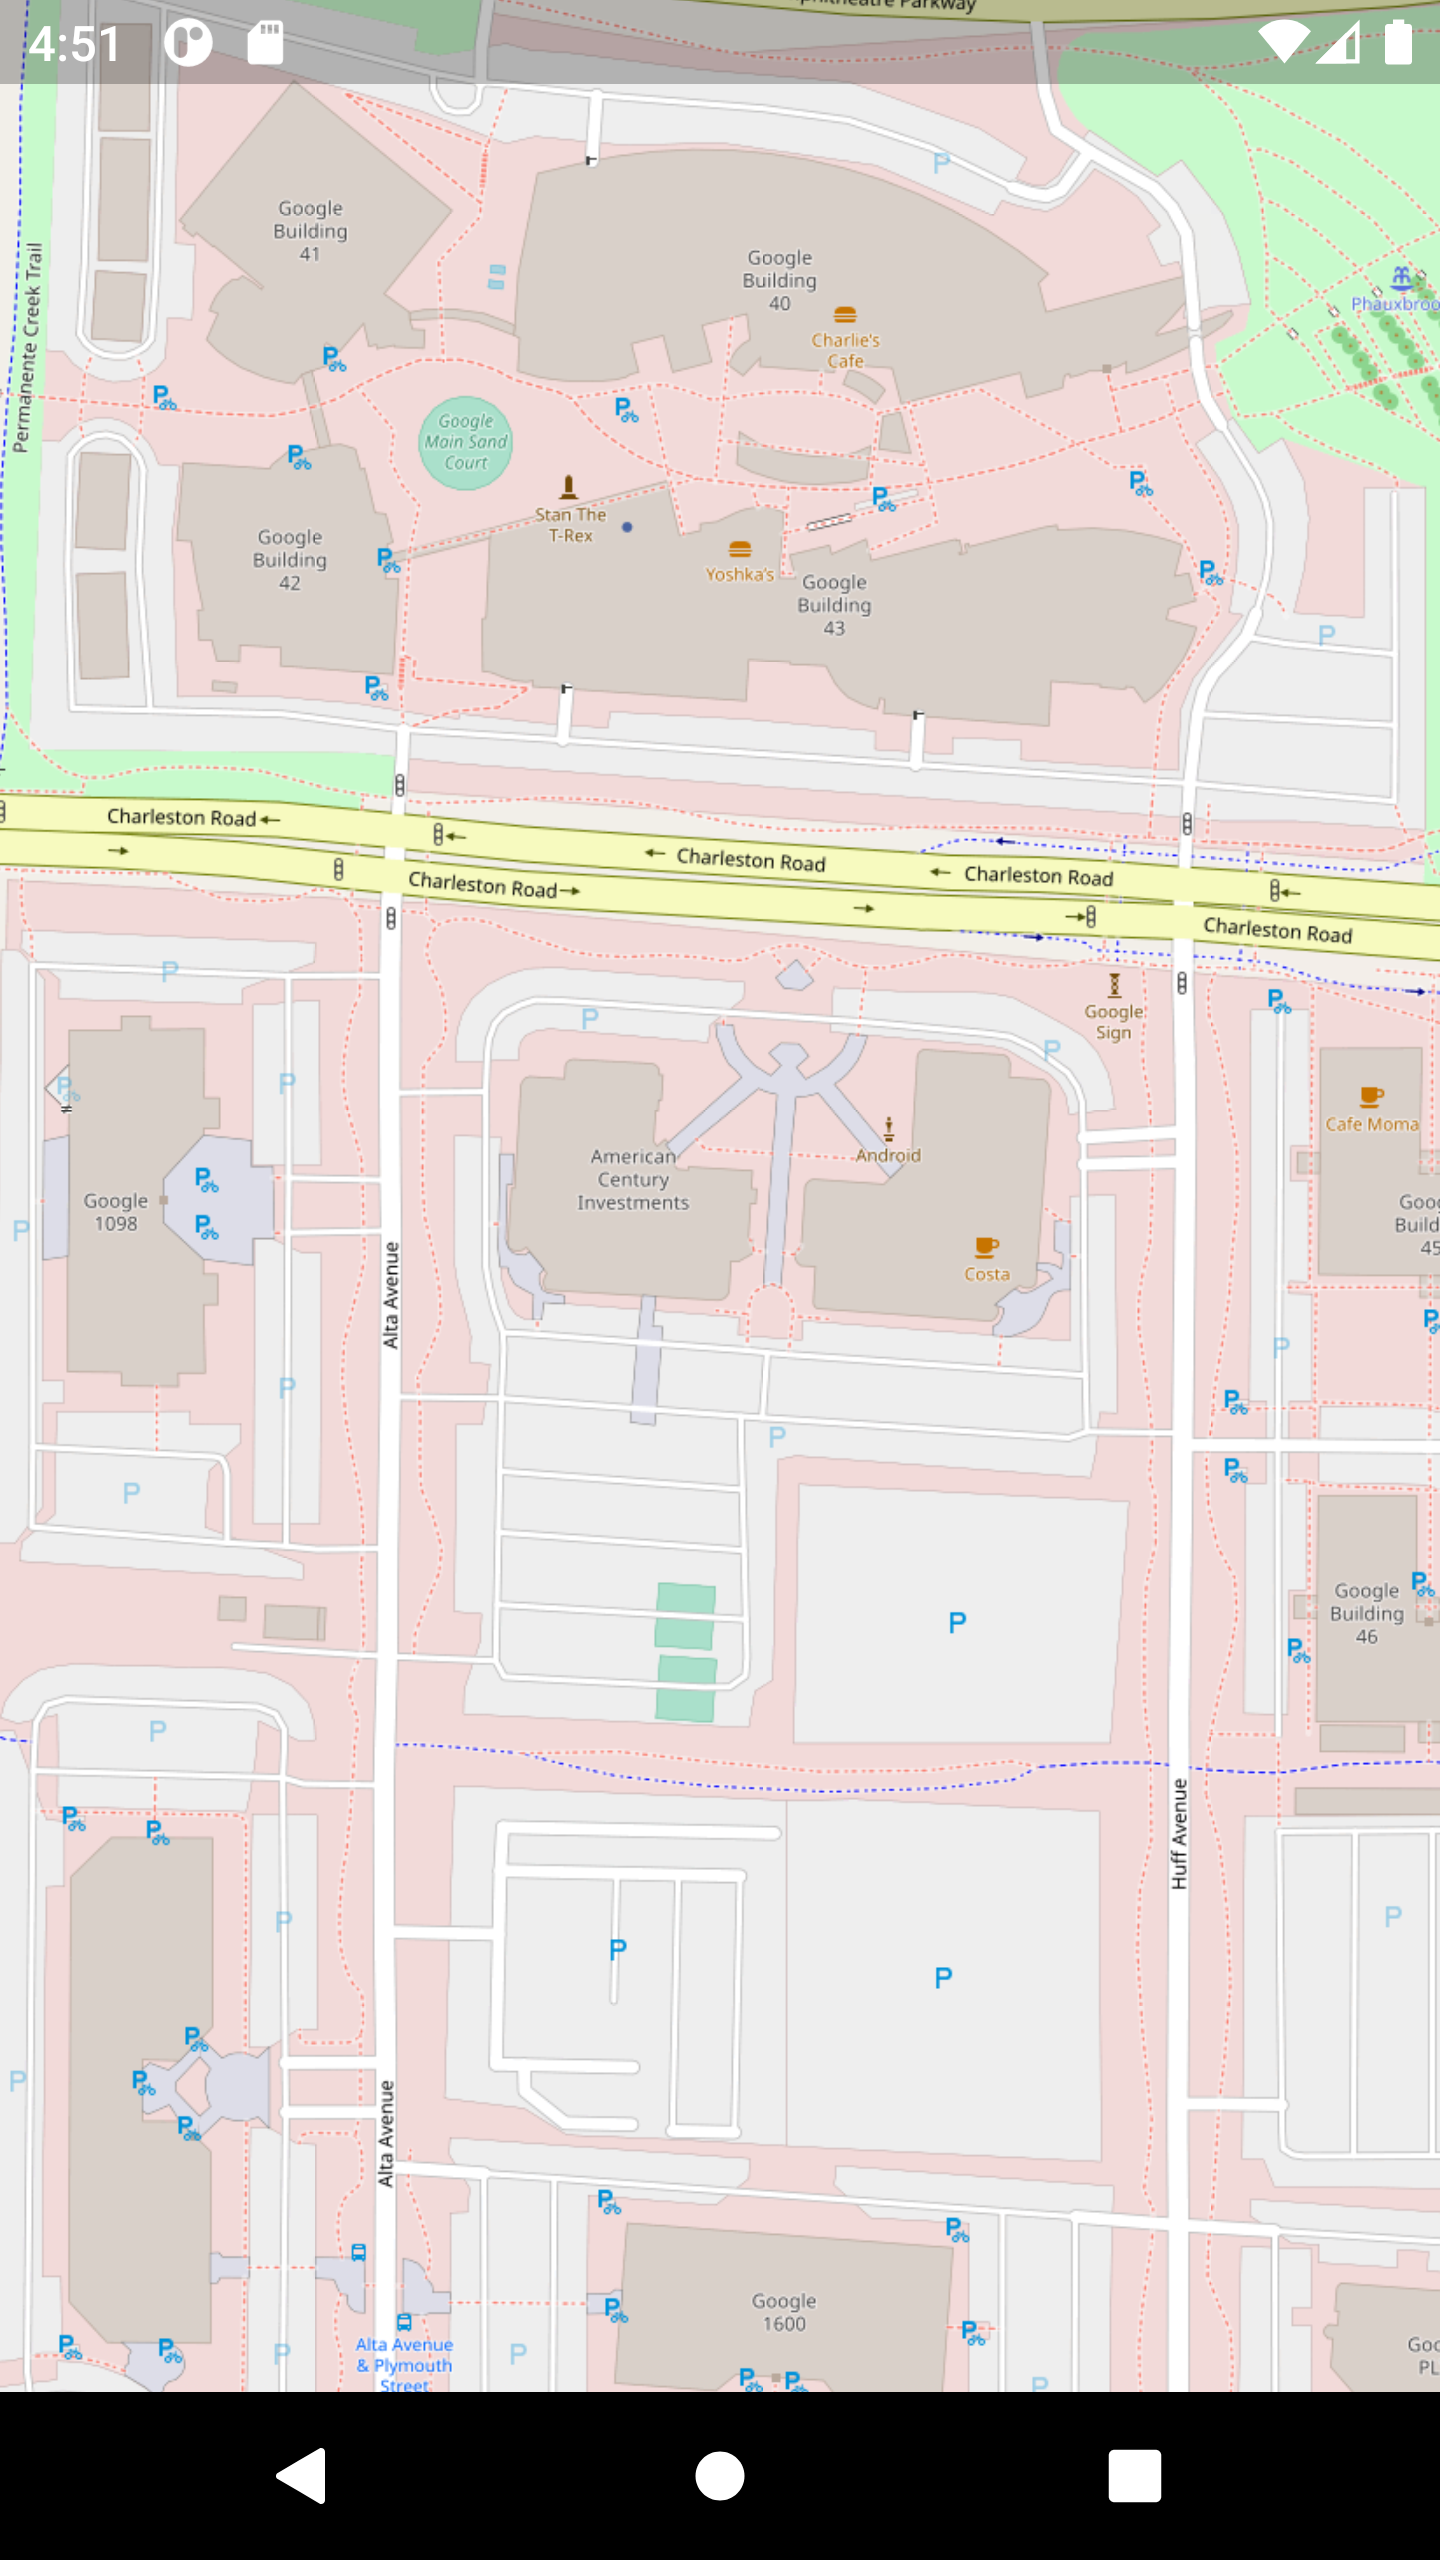 4:51
Parkway
Permanente Creek Trail
Google
Building
41
Google
Building
40
Charlie's
Cafe
Google
Main Sand
Court
Stan The
T-Rex
Google
Building
42
Yoshka's
Google
Building
43
P
P
Charleston Road
Charleston Road
Charleston Road
Charleston Road
Charleston Road
Google
Sign
Cafe Moma
American
Century
Investments
Android
Costa
Google
1098
Alta Avenue
Google
Building
46
Huff Avenue
Alta Avenue
Google
1600
Alta Avenue
& Plymouth
Street